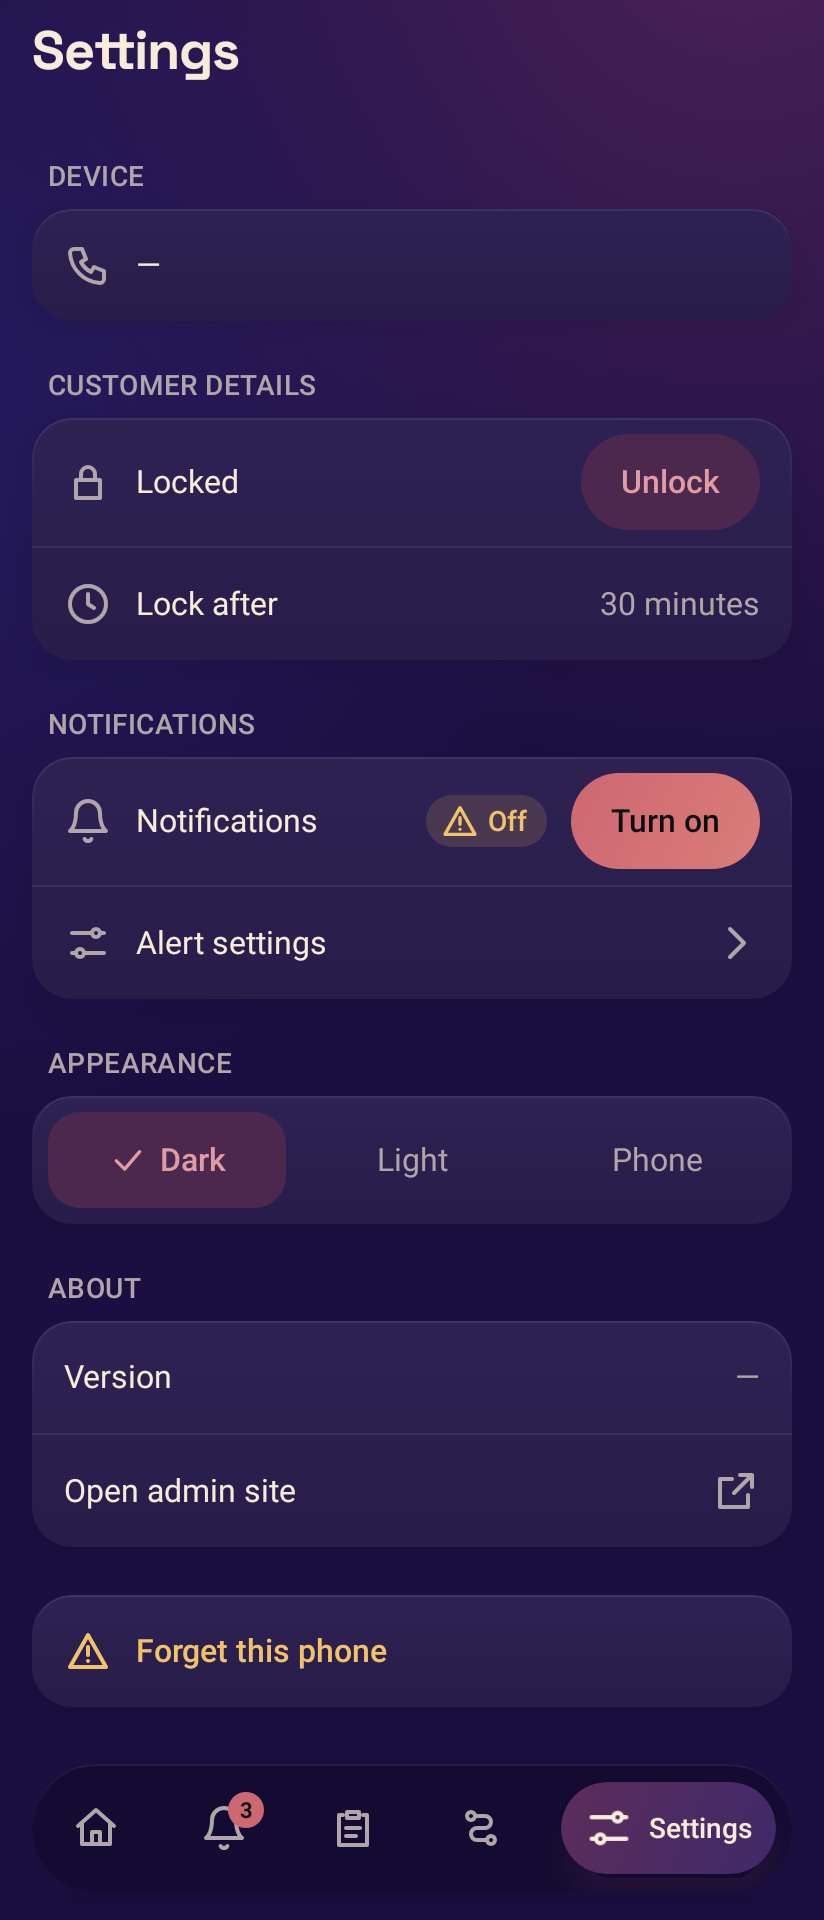 Settings
DEVICE
–
CUSTOMER DETAILS
Locked
Unlock
Lock after
30 minutes
NOTIFICATIONS
Notifications
Off
Turn on
Alert settings
APPEARANCE
Dark
Light
Phone
ABOUT
Version
–
Open admin site
Forget this phone
3
Settings